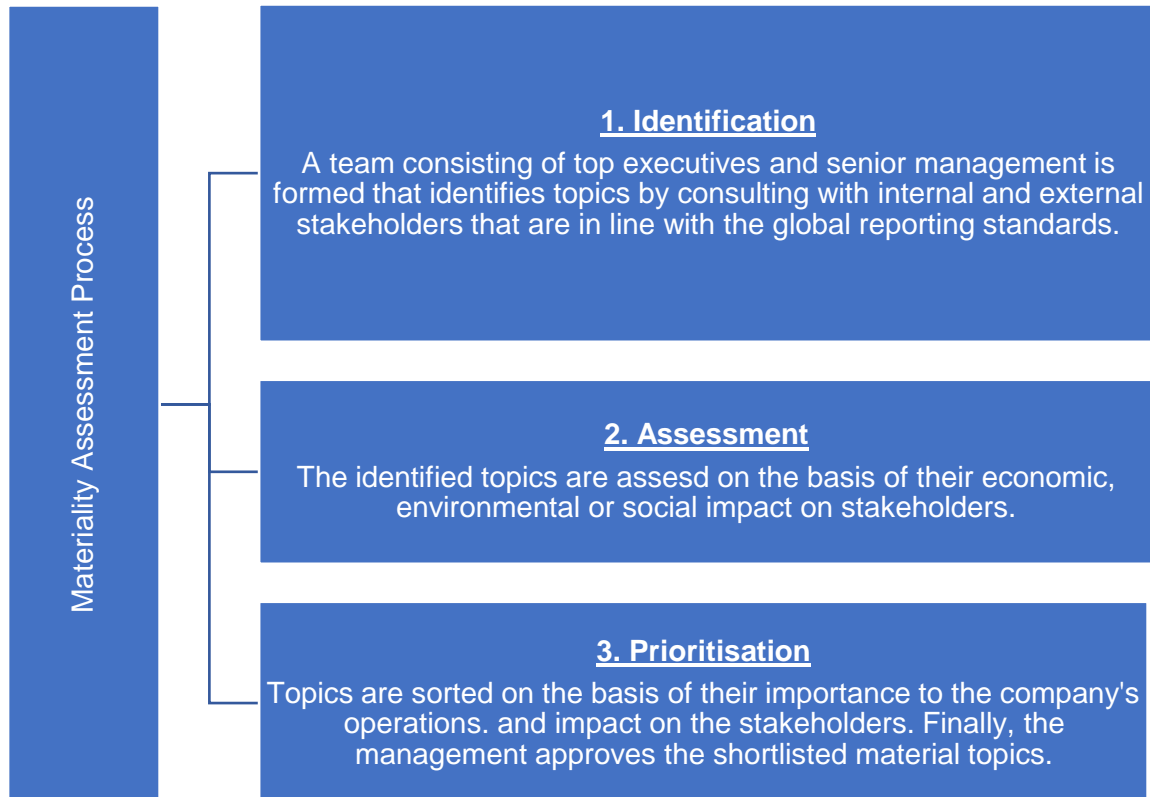 Materiality Assessment Process
1. Identification
A team consisting of top executives and senior management is
formed that identifies topics by consulting with internal and external
stakeholders that are in line with the global reporting standards.
2. Assessment
The identified topics are assesd on the basis of their economic,
environmental or social impact on stakeholders.
3. Prioritisation
Topics are sorted on the basis of their importance to the company's
operations. and impact on the stakeholders. Finally, the
management approves the shortlisted material topics.